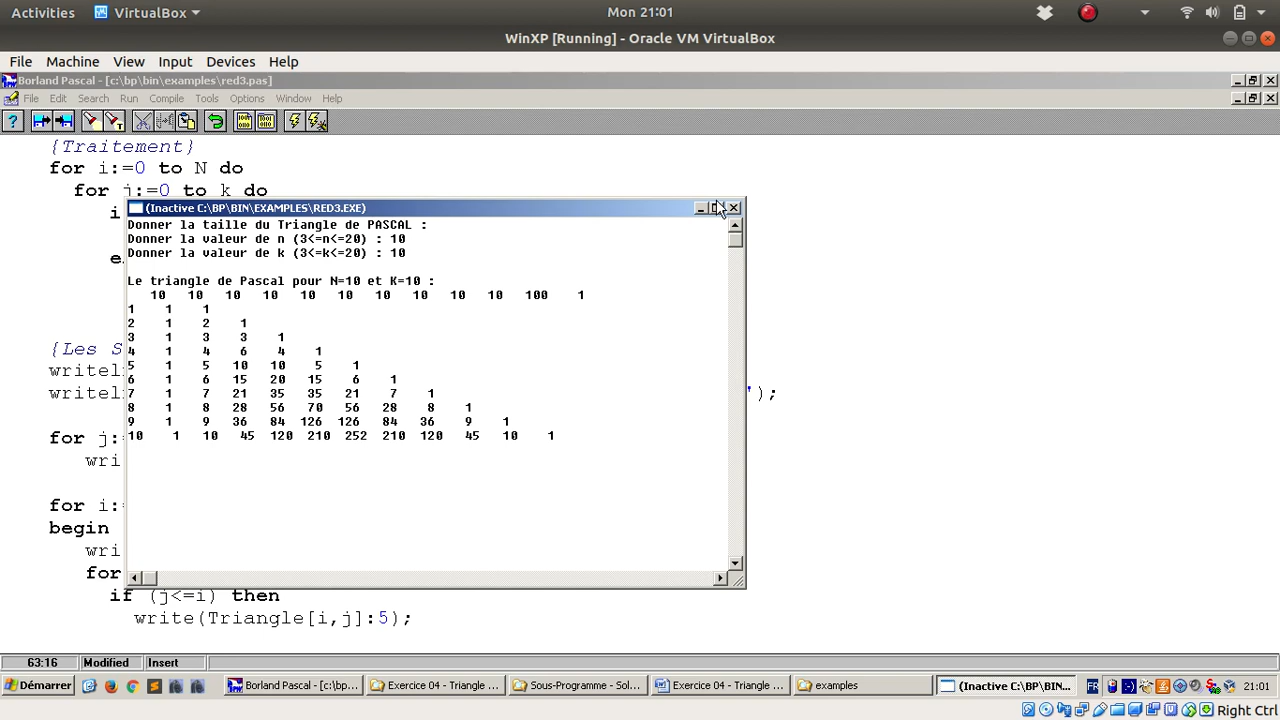 Activities VirtualBox Mon 21:01
WinXP [Running] - Oracle VM VirtualBox
File Machine View Input Devices Help
Borland Pascal - [c:\bp\bin\examples\red3.pas]
File Edit Search Run Compile Tools Options Window Help
{Traitement}
for i:=0 to N do
for j:=0 to k do
i
(Inactive C:\BP\BIN\EXAMPLES\RED3.EXE)
Donner la taille du Triangle de PASCAL :
Donner la valeur de n (3<=n<=20) : 10
Donner la valeur de k (3<=k<=20) : 10
e
Le triangle de Pascal pour N=10 et K=10 :
10 10 10 10 10 10 10 10 10 10 100 1
1 1 1
2 1 2 1
3 1 3 3 1
{Les S
4 1 4 6 4 1
5 1 5 10 10 5 1
writel
6 1 6 15 20 15 6 1
writel
7 1 7 21 35 35 21 7 1
');
8 1 8 28 56 70 56 28 8 1
9 1 9 36 84 126 126 84 36 9 1
for j:
10 1 10 45 120 210 252 210 120 45 10 1
wri
for i:
begin
wri
for
if (j<=i) then
write(Triangle[i,j]:5);
63:16 Modified Insert
Démarrer Borland Pascal - [c:\bp... Exercice 04 - Triangle ... Sous-Programme - Sol... Exercice 04 - Triangle ... examples (Inactive C:\BP\BIN... FR 21:01
Right Ctrl